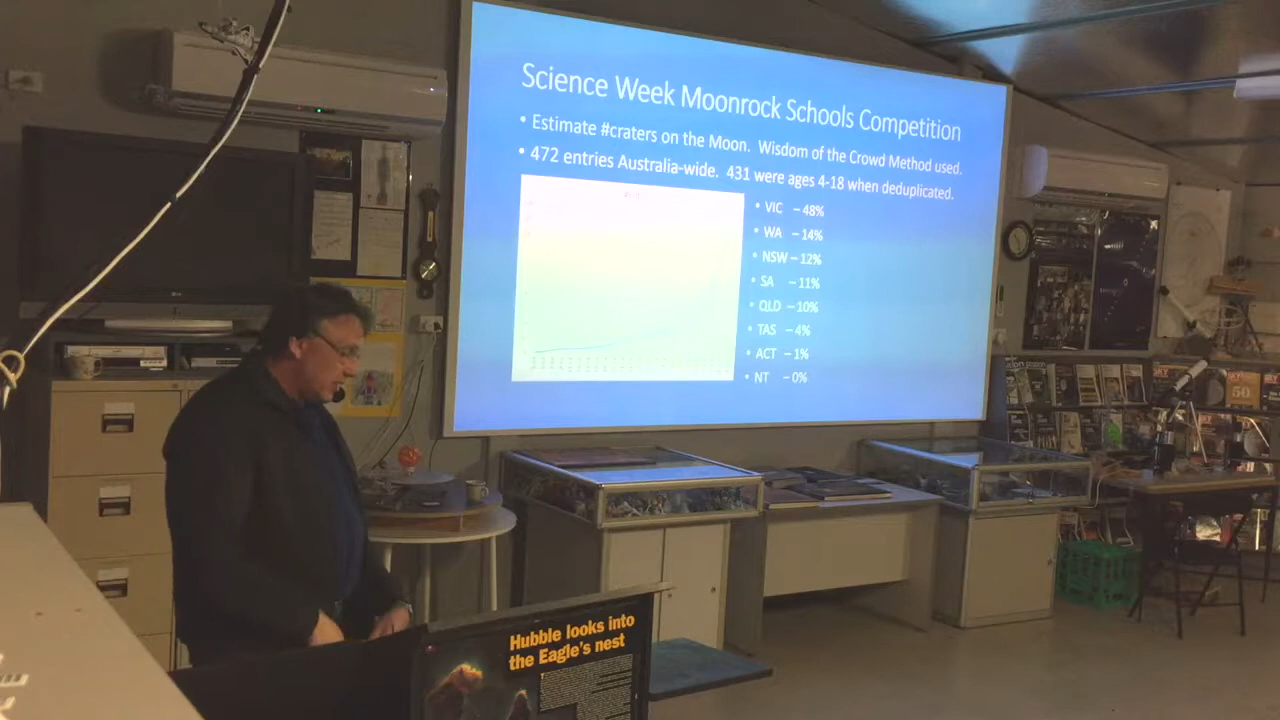 Science Week Moonrock Schools Competition
• Estimate #craters on the Moon. Wisdom of the Crowd Method used.
• 472 entries Australia-wide. 431 were ages 4-18 when deduplicated.
• VIC – 48%
• WA – 14%
• NSW – 12%
• SA – 11%
• QLD – 10%
• TAS – 4%
• ACT – 1%
• NT – 0%
Hubble looks into
the Eagle's nest
50